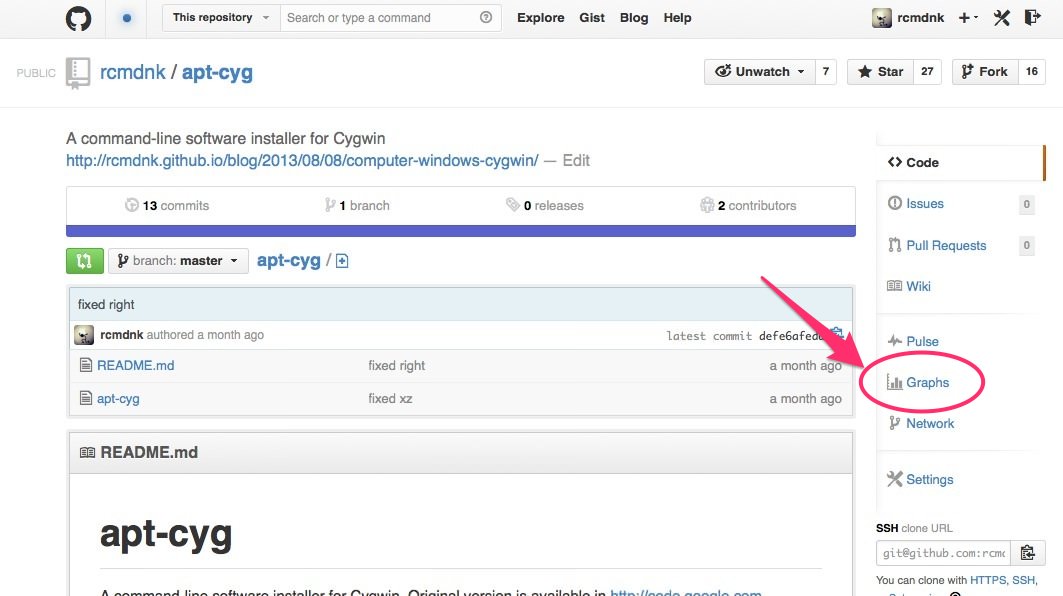 This repository Search or type a command Explore Gist Blog Help rcmdnk
PUBLIC rcmdnk / apt-cyg Unwatch 7 Star 27 Fork 16
A command-line software installer for Cygwin
http://rcmdnk.github.io/blog/2013/08/08/computer-windows-cygwin/ — Edit
13 commits 1 branch 0 releases 2 contributors
branch: master apt-cyg /
fixed right
rcmdnk authored a month ago latest commit
README.md fixed right a month ago
apt-cyg fixed xz a month ago
README.md
apt-cyg
A command-line software installer for Cygwin. Original version is available in http://code.google.com
Code
Issues 0
Pull Requests 0
Wiki
Pulse
Graphs
Network
Settings
SSH clone URL
git@github.com:rcmd
You can clone with HTTPS, SSH,